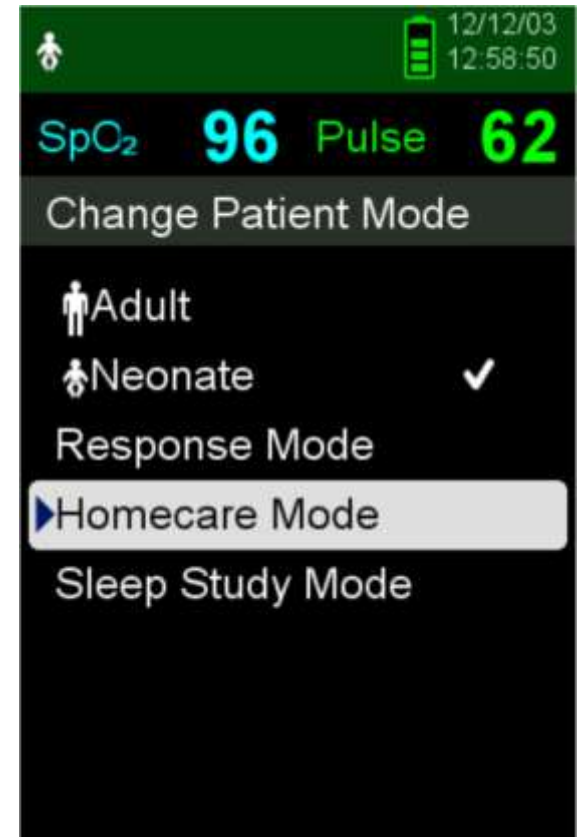 12/12/03
12:58:50
SpO₂ 96 Pulse 62
Change Patient Mode
Adult
Neonate
Response Mode
Homecare Mode
Sleep Study Mode